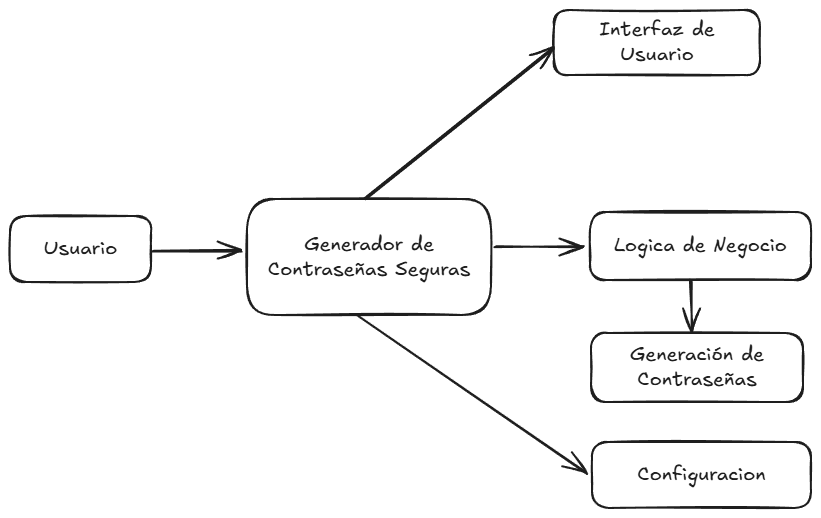 Interfaz de
Usuario
Usuario
Generador de
Contraseñas Seguras
Logica de Negocio
Generación de
Contraseñas
Configuracion